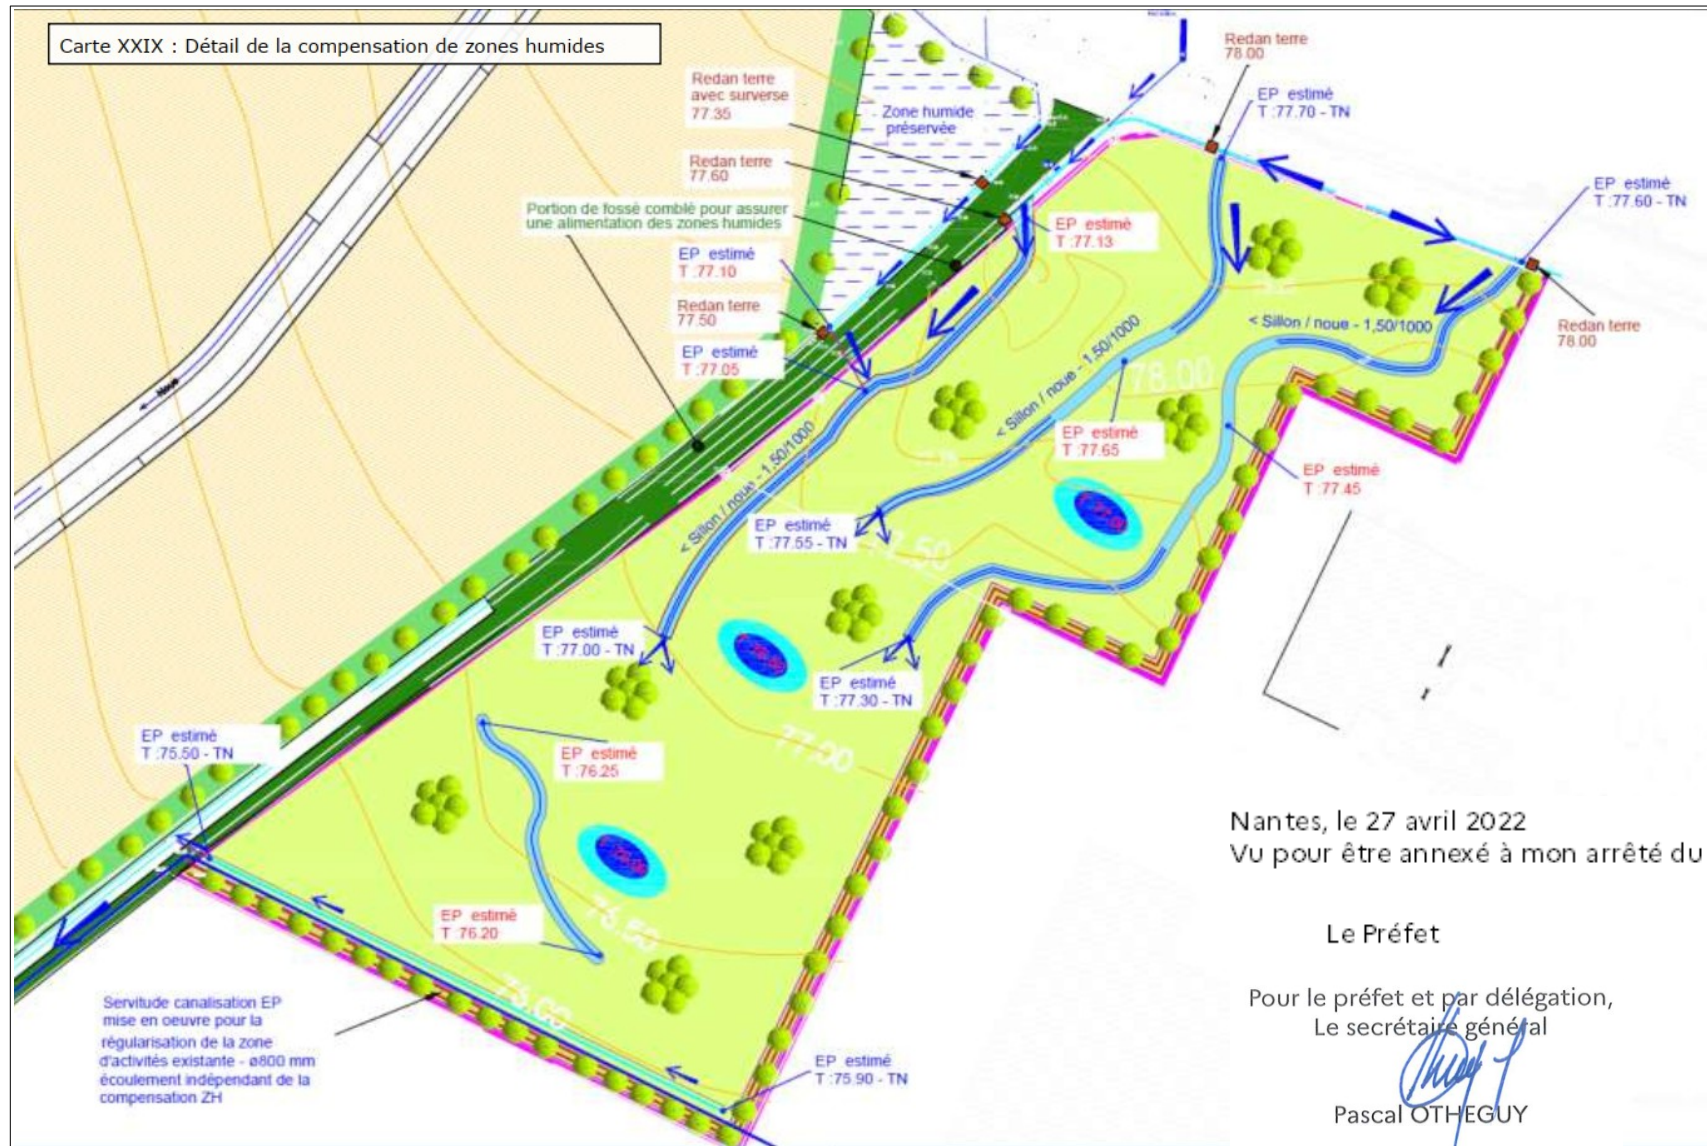 Carte XXIX : Détail de la compensation de zones humides
Redan terre
78.00
Redan terre
avec surverse
77.35
EP estimé
T :77.70 - TN
Zone humide
préservée
Redan terre
77.60
EP estimé
T :77.60 - TN
Portion de fossé comblé pour assurer
une alimentation des zones humides
EP estimé
T :77.13
EP estimé
T :77.10
Redan terre
77.50
< Sillon / noue - 1,50/1000
Redan terre
78.00
EP estimé
T :77.05
< Sillon / noue - 1,50/1000
78.00
Noue
EP estimé
T :77.65
< Sillon / noue - 1,50/1000
EP estimé
T :77.45
EP estimé
T :77.55 - TN
77.50
EP estimé
T :77.00 - TN
EP estimé
T :77.30 - TN
EP estimé
T :75.50 - TN
77.00
EP estimé
T :76.25
EP estimé
T :76.20
76.50
76.00
Servitude canalisation EP
mise en oeuvre pour la
régularisation de la zone
d'activités existante - ø800 mm
écoulement indépendant de la
compensation ZH
EP estimé
T :75.90 - TN
Nantes, le 27 avril 2022
Vu pour être annexé à mon arrêté du
Le Préfet
Pour le préfet et par délégation,
Le secrétaire général
Pascal OTHEGUY